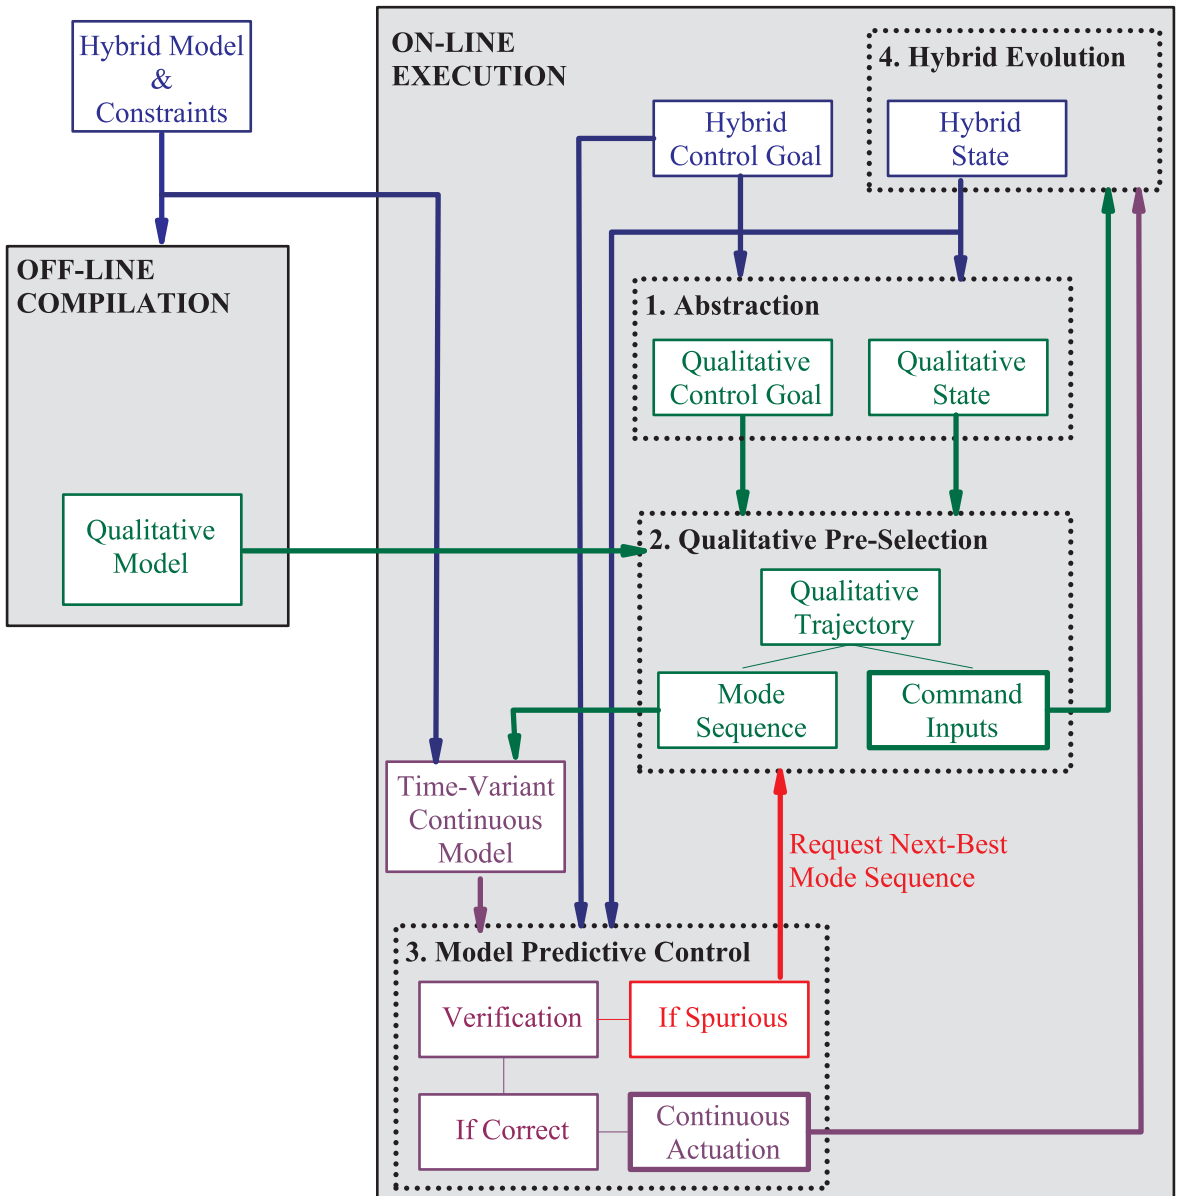 Hybrid Model
&
Constraints
ON-LINE
EXECUTION
4. Hybrid Evolution
Hybrid
Control Goal
Hybrid
State
OFF-LINE
COMPILATION
1. Abstraction
Qualitative
Control Goal
Qualitative
State
Qualitative
Model
2. Qualitative Pre-Selection
Qualitative
Trajectory
Mode
Sequence
Command
Inputs
Time-Variant
Continuous
Model
Request Next-Best
Mode Sequence
3. Model Predictive Control
Verification
If Spurious
If Correct
Continuous
Actuation